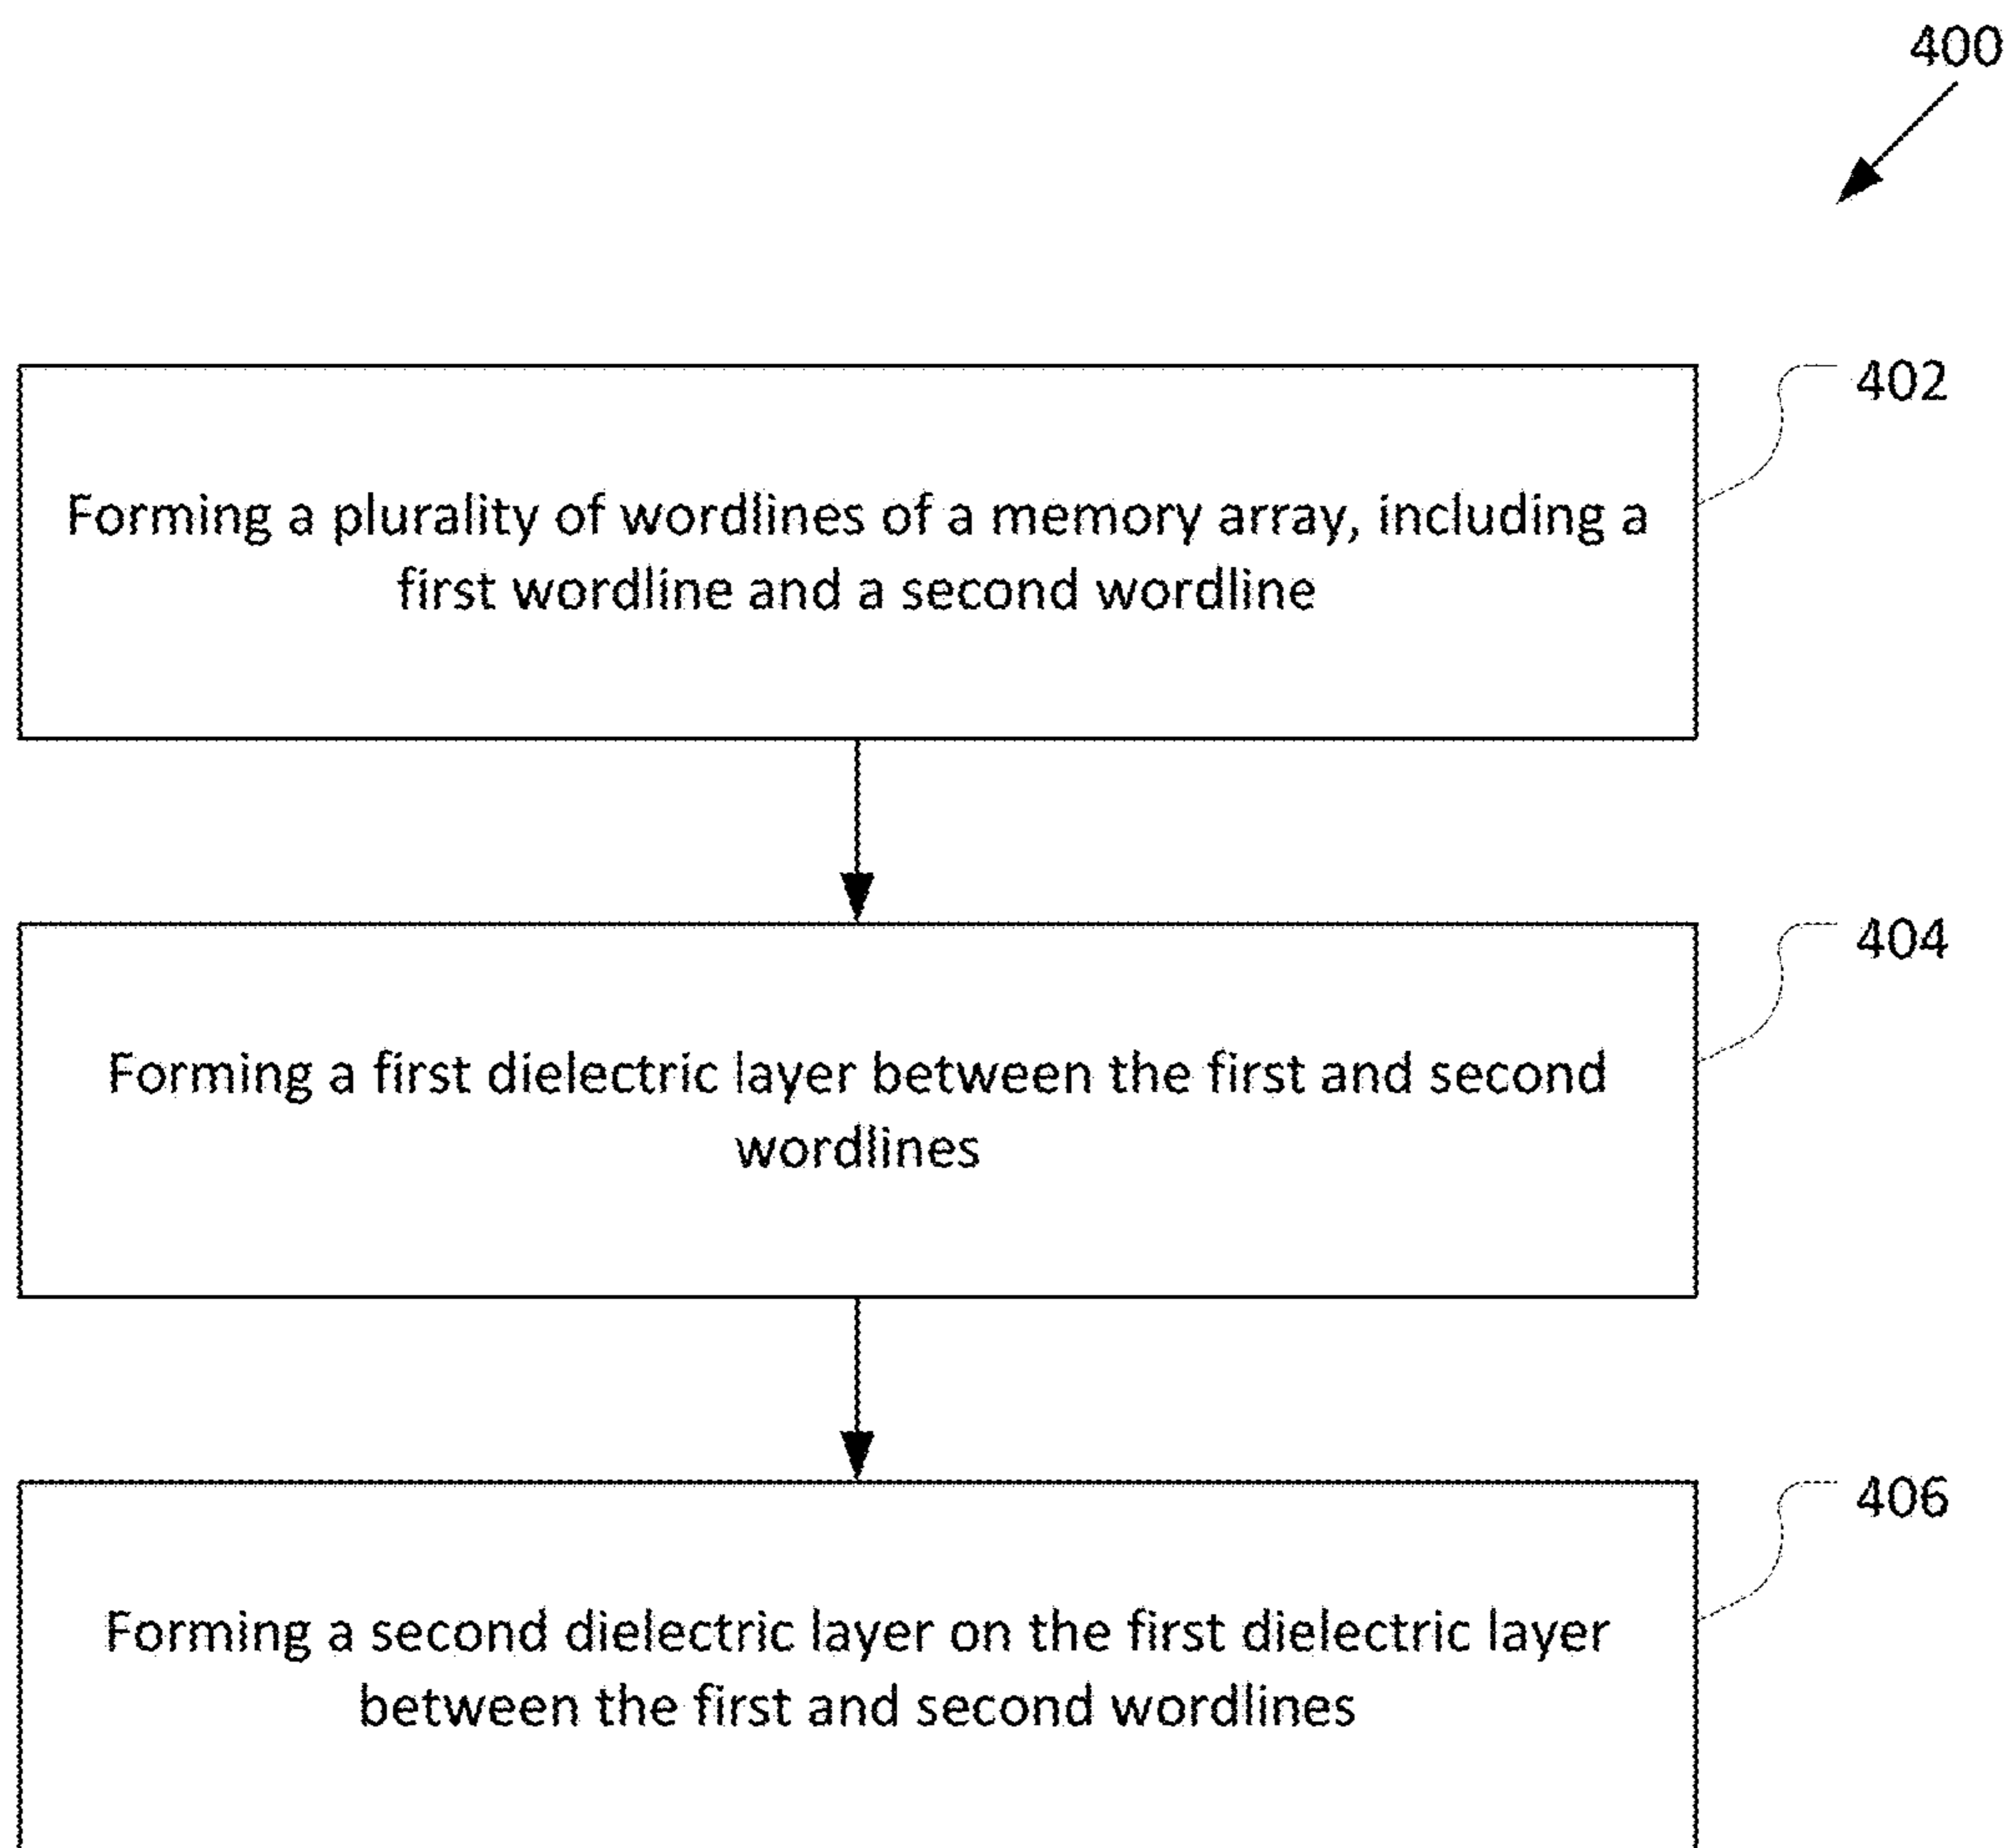 400
402
Forming a plurality of wordlines of a memory array, including a
first wordline and a second wordline
404
Forming a first dielectric layer between the first and second
wordlines
406
Forming a second dielectric layer on the first dielectric layer
between the first and second wordlines